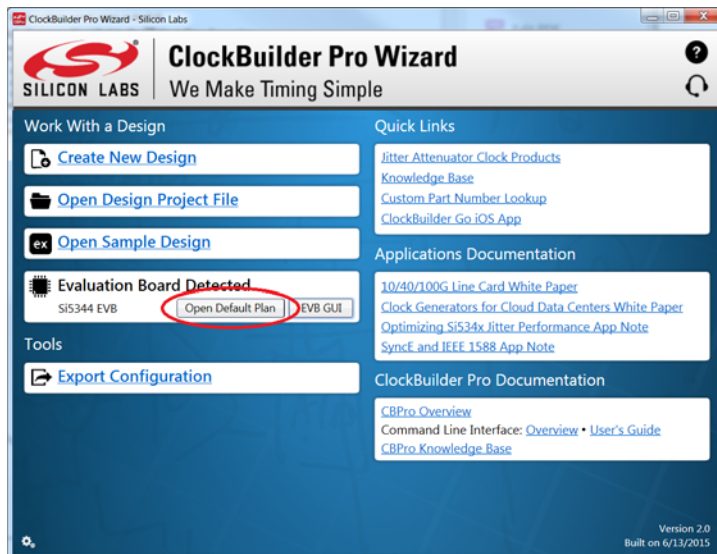 ClockBuilder Pro Wizard - Silicon Labs
SILICON LABS
ClockBuilder Pro Wizard
We Make Timing Simple
?
Work With a Design
Create New Design
Open Design Project File
ex Open Sample Design
Evaluation Board Detected
Si5344 EVB Open Default Plan EVB GUI
Tools
Export Configuration
Quick Links
Jitter Attenuator Clock Products
Knowledge Base
Custom Part Number Lookup
ClockBuilder Go iOS App
Applications Documentation
10/40/100G Line Card White Paper
Clock Generators for Cloud Data Centers White Paper
Optimizing Si534x Jitter Performance App Note
SyncE and IEEE 1588 App Note
ClockBuilder Pro Documentation
CBPro Overview
Command Line Interface: Overview • User's Guide
CBPro Knowledge Base
Version 2.0
Built on 6/13/2015